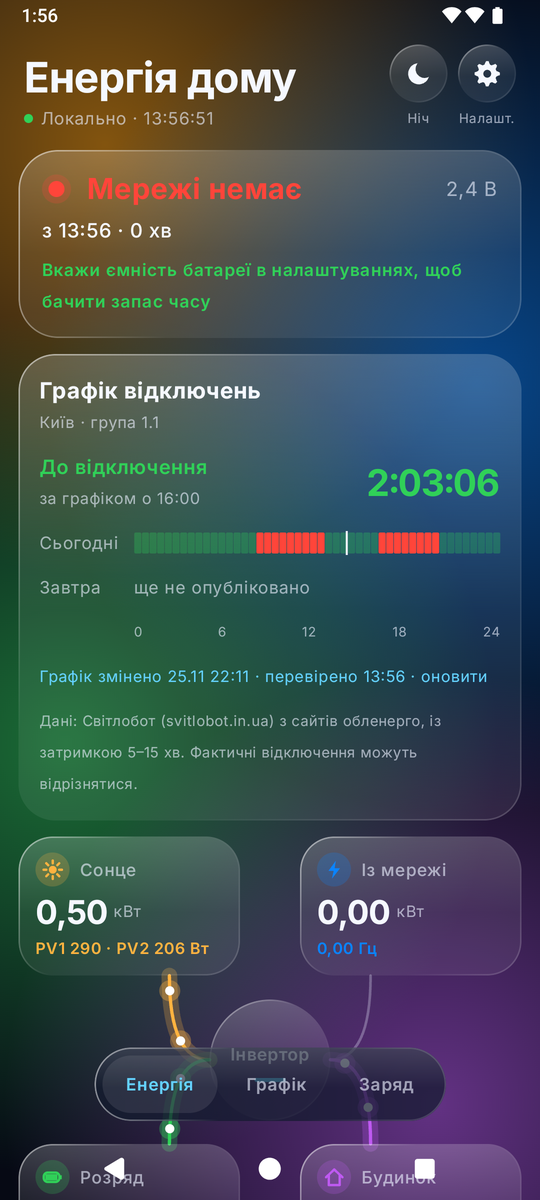 1:56
Енергія дому
Локально · 13:56:51
Ніч
Налашт.
Мережі немає
2,4 В
з 13:56 · 0 хв
Вкажи ємність батареї в налаштуваннях, щоб
бачити запас часу
Графік відключень
Київ · група 1.1
До відключення
2:03:06
за графіком о 16:00
Сьогодні
Завтра
ще не опубліковано
0 6 12 18 24
Графік змінено 25.11 22:11 · перевірено 13:56 · оновити
Дані: Світлобот (svitlobot.in.ua) з сайтів обленерго, із
затримкою 5–15 хв. Фактичні відключення можуть
відрізнятися.
Сонце
0,50 кВт
PV1 290 · PV2 206 Вт
Із мережі
0,00 кВт
0,00 Гц
Інвертор
Енергія
Графік
Заряд
Розряд
Будинок